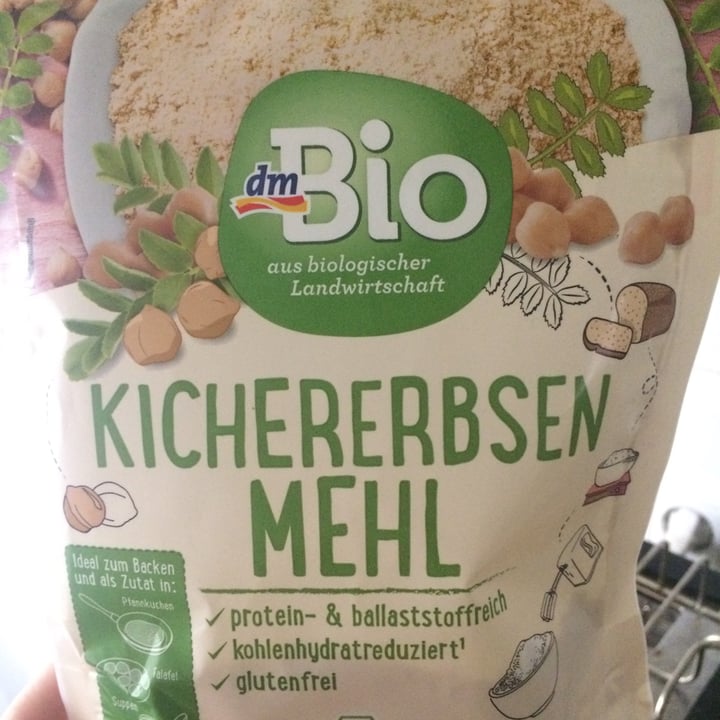 dm
Bio
aus biologischer
Landwirtschaft
KICHERERBSEN
MEHL
Ideal zum Backen
und als Zutat in:
Pfannkuchen
Falafel
Suppen
✓ protein- & ballaststoffreich
✓ kohlenhydratreduziert¹
✓ glutenfrei